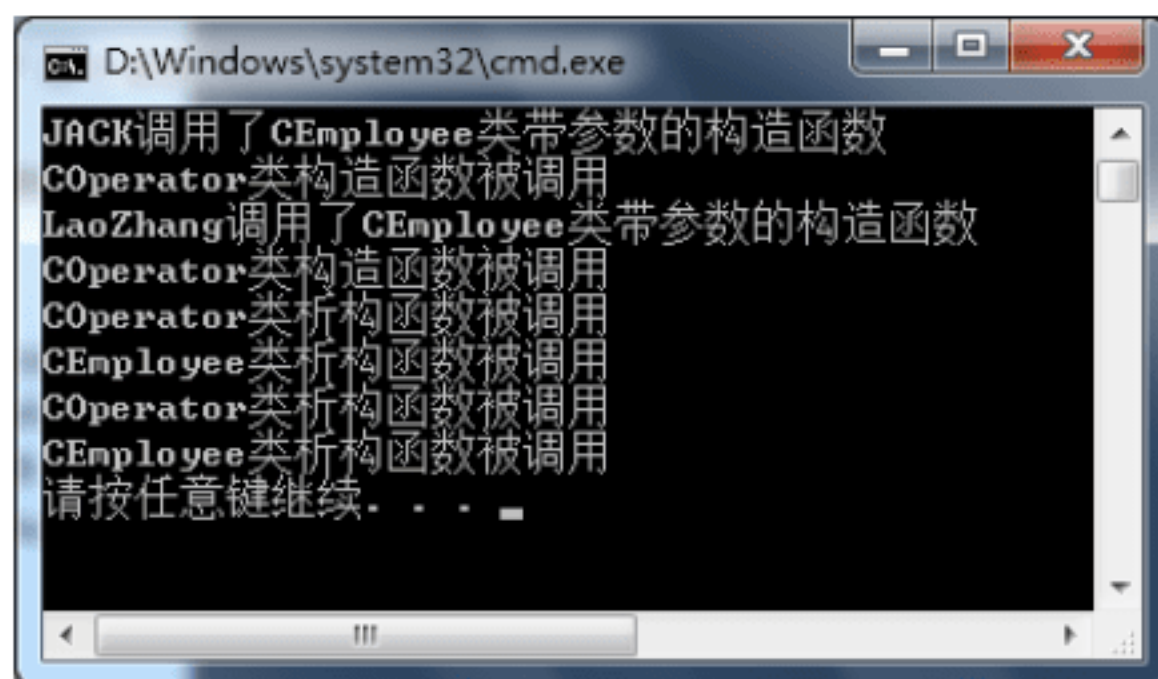 D:\Windows\system32\cmd.exe
JACK调用了CEmployee类带参数的构造函数
COperator类构造函数被调用
LaoZhang调用了CEmployee类带参数的构造函数
COperator类构造函数被调用
COperator类析构函数被调用
CEmployee类析构函数被调用
COperator类析构函数被调用
CEmployee类析构函数被调用
请按任意键继续. . .